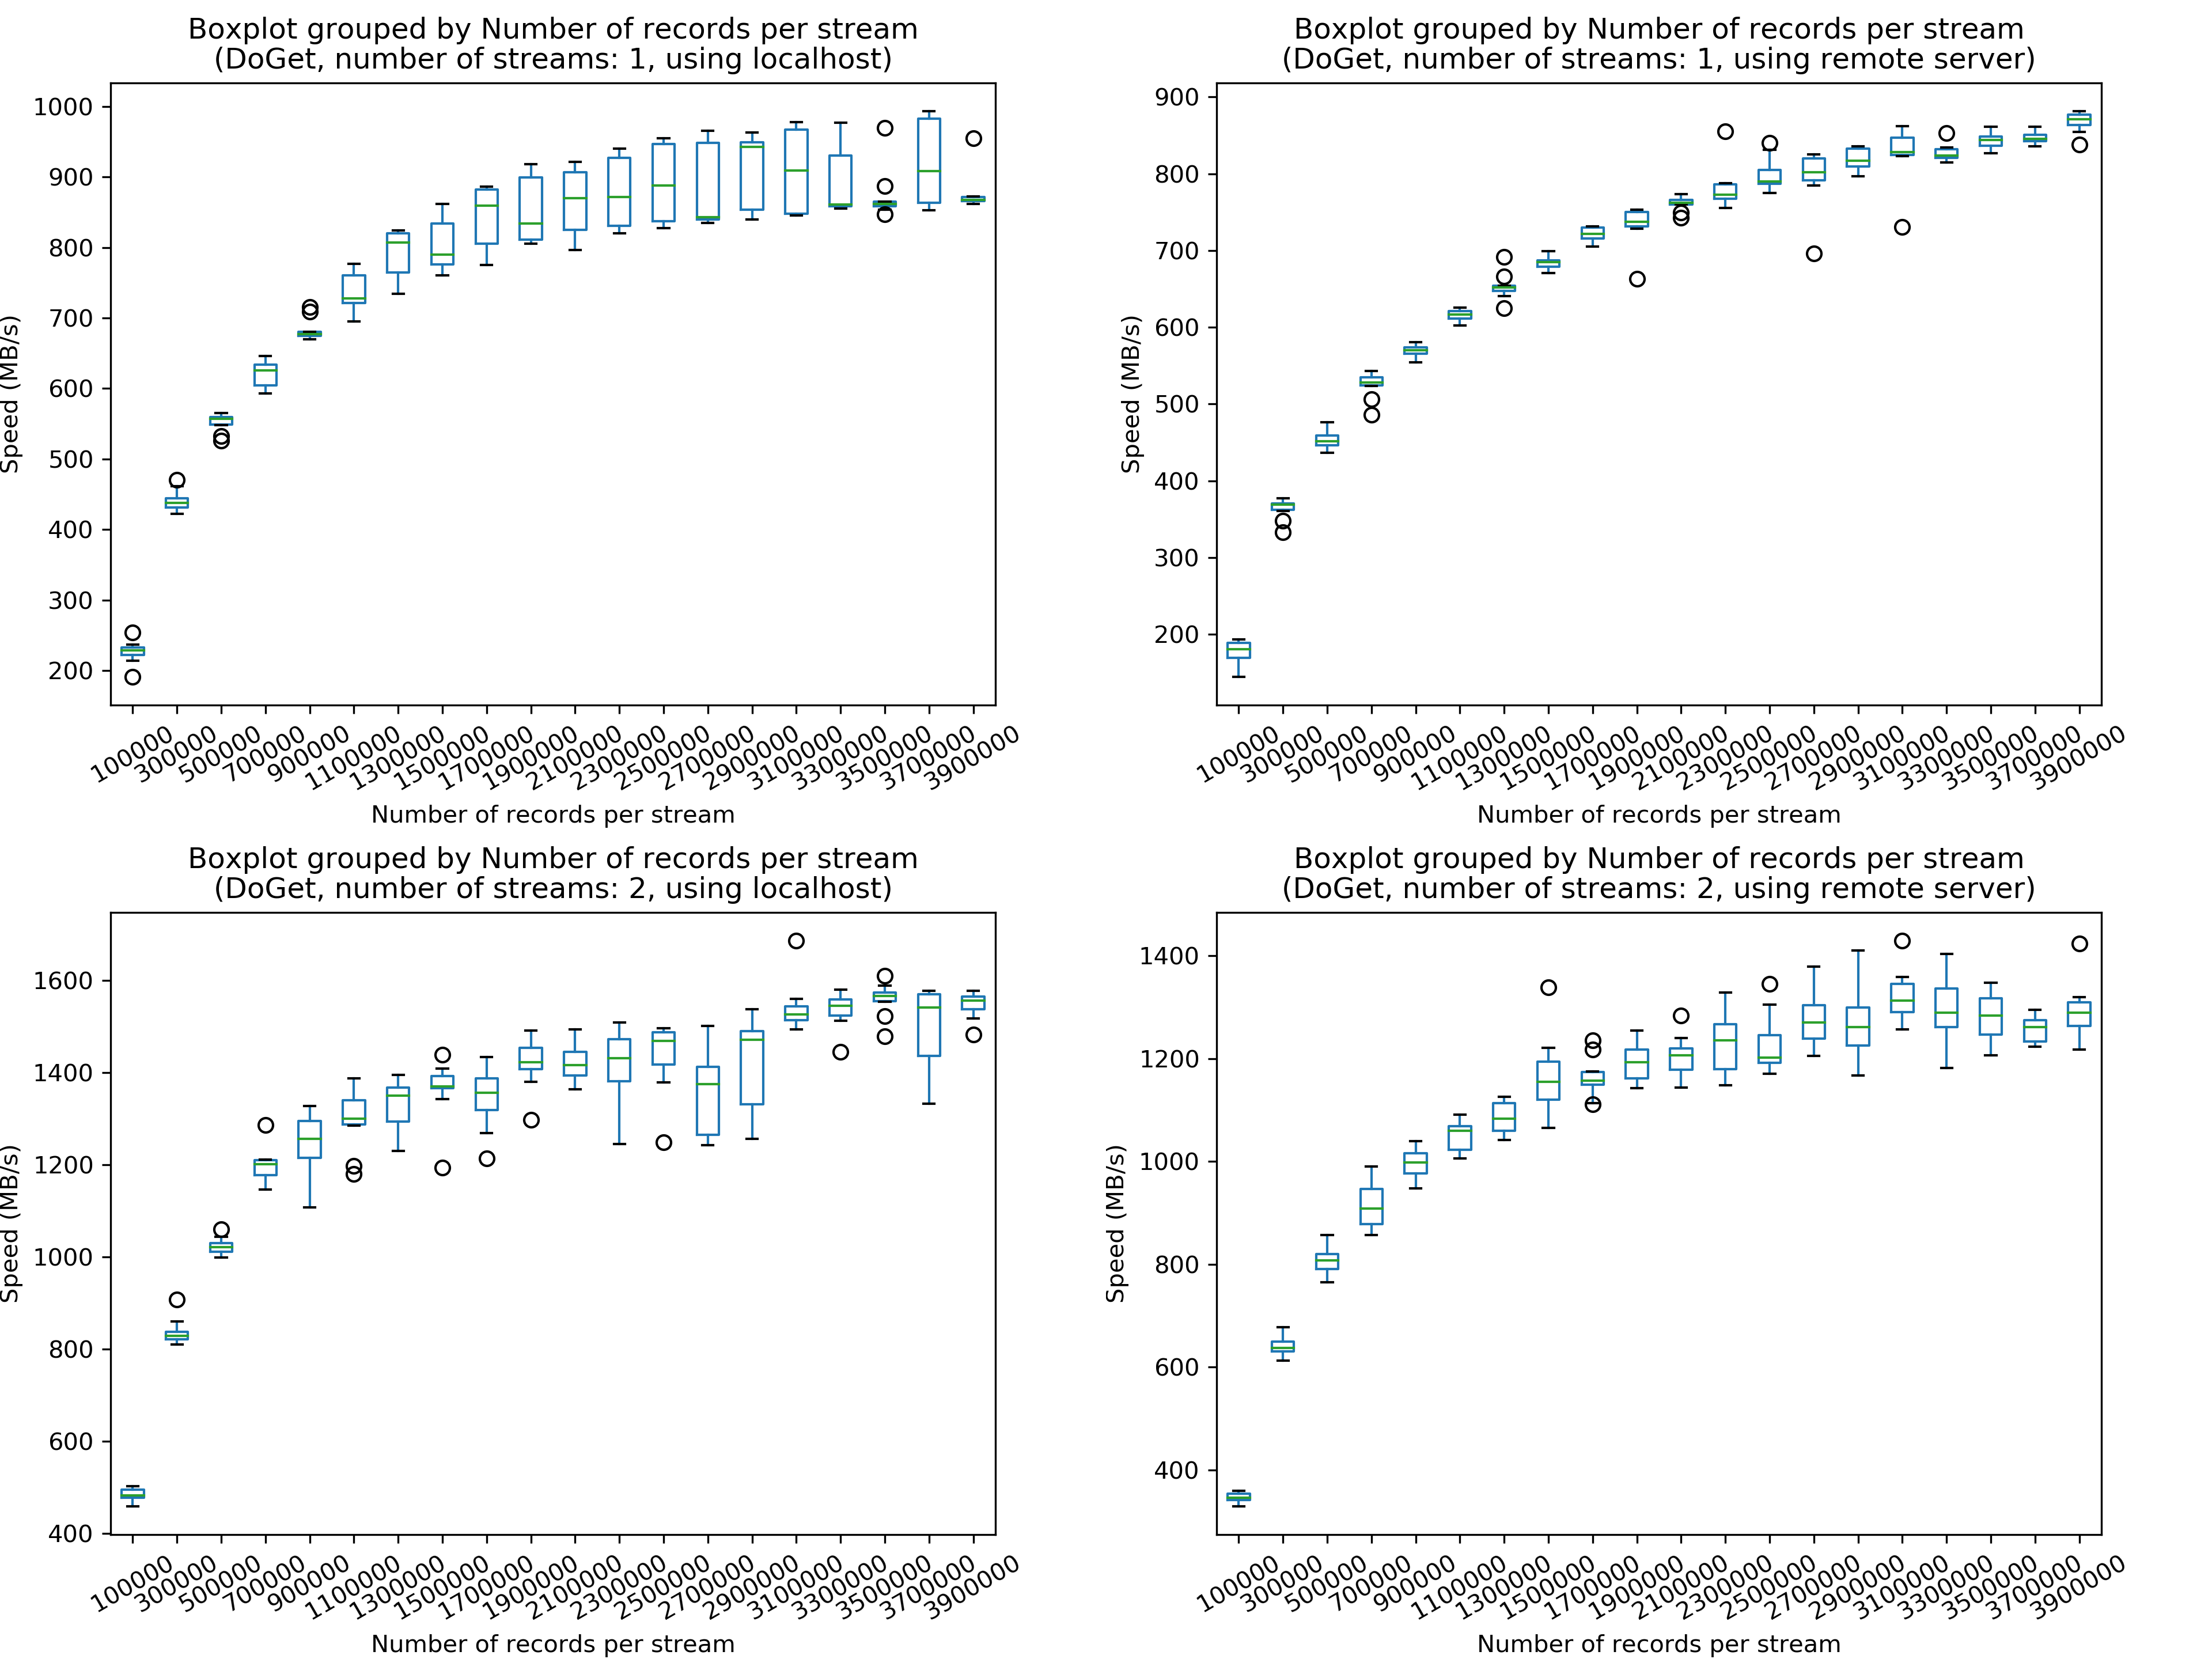 Boxplot grouped by Number of records per stream
(DoGet, number of streams: 1, using localhost)
Speed (MB/s)
1000
900
800
700
600
500
400
300
200
100000 300000 500000 700000 900000 1100000 1300000 1500000 1700000 1900000 2100000 2300000 2500000 2700000 2900000 3100000 3300000 3500000 3700000 3900000
Number of records per stream
Boxplot grouped by Number of records per stream
(DoGet, number of streams: 1, using remote server)
Speed (MB/s)
900
800
700
600
500
400
300
200
100000 300000 500000 700000 900000 1100000 1300000 1500000 1700000 1900000 2100000 2300000 2500000 2700000 2900000 3100000 3300000 3500000 3700000 3900000
Number of records per stream
Boxplot grouped by Number of records per stream
(DoGet, number of streams: 2, using localhost)
Speed (MB/s)
1600
1400
1200
1000
800
600
400
100000 300000 500000 700000 900000 1100000 1300000 1500000 1700000 1900000 2100000 2300000 2500000 2700000 2900000 3100000 3300000 3500000 3700000 3900000
Number of records per stream
Boxplot grouped by Number of records per stream
(DoGet, number of streams: 2, using remote server)
Speed (MB/s)
1400
1200
1000
800
600
400
100000 300000 500000 700000 900000 1100000 1300000 1500000 1700000 1900000 2100000 2300000 2500000 2700000 2900000 3100000 3300000 3500000 3700000 3900000
Number of records per stream